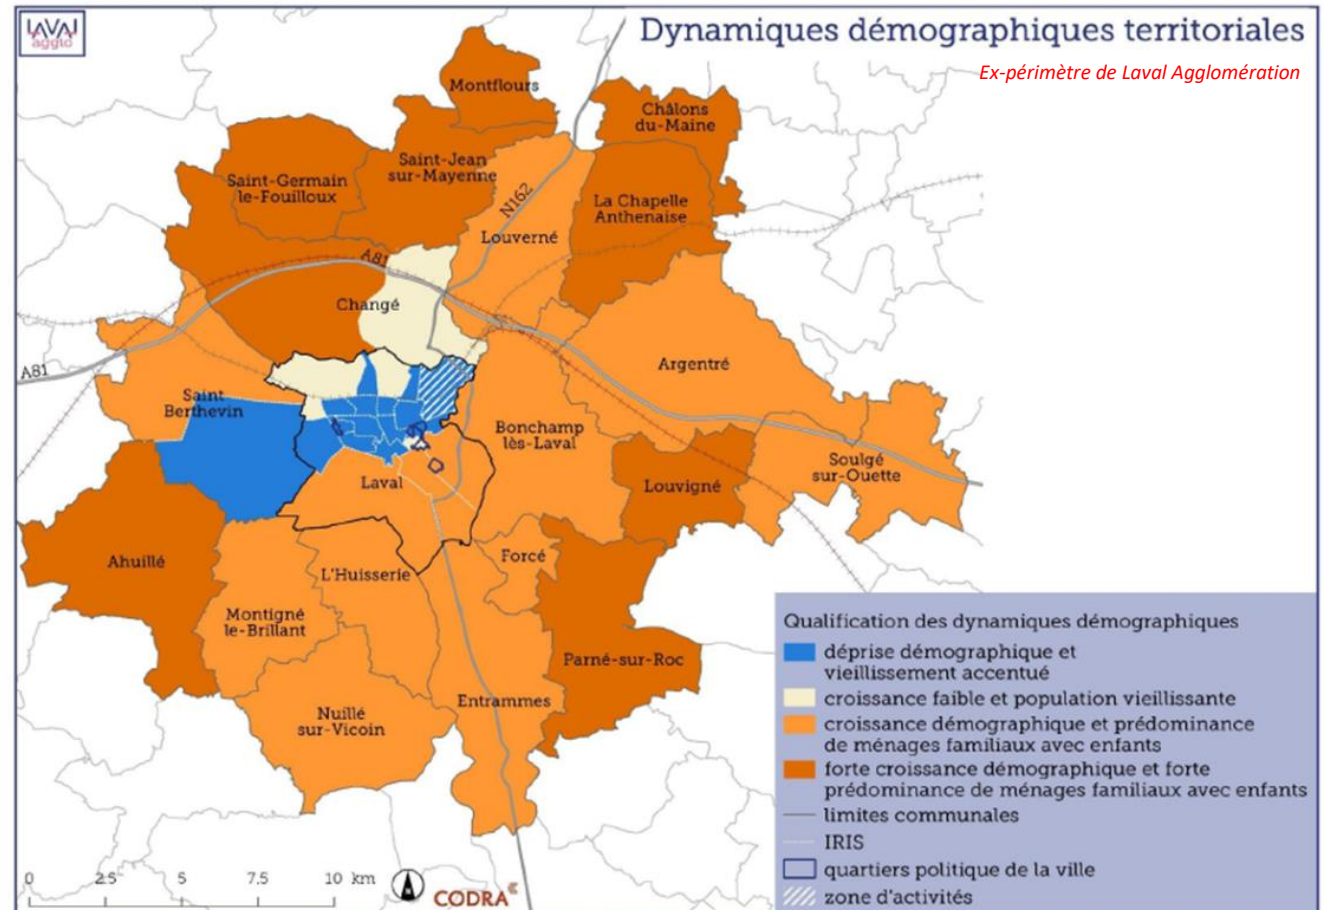 LAVAL
agglo
Dynamiques démographiques territoriales
Ex-périmètre de Laval Agglomération
Montflours
Châlons
du-Maine
Saint-Jean
sur-Mayenne
Saint-Germain
le-Fouilloux
La Chapelle
Anthenaise
N162
Louverné
A81
Changé
A81
Argentré
Saint
Berthevin
Bonchamp
lès-Laval
Soulgé
sur-Ouette
Laval
Louvigné
Ahuillé
Forcé
L'Huisserie
Montigné
le-Brillant
Parné-sur-Roc
Entrammes
Nuillé
sur-Vicoin
Qualification des dynamiques démographiques
déprise démographique et
vieillissement accentué
croissance faible et population vieillissante
croissance démographique et prédominance
de ménages familiaux avec enfants
forte croissance démographique et forte
prédominance de ménages familiaux avec enfants
limites communales
IRIS
quartiers politique de la ville
zone d'activités
0 2.5 5 7.5 10 km
CODRA